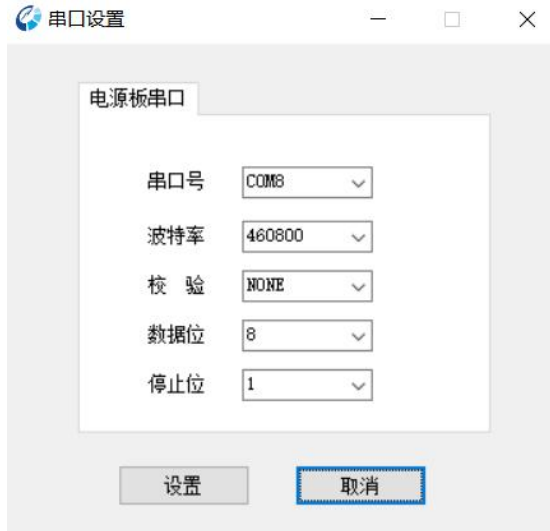 串口设置
电源板串口
串口号 COM8
波特率 460800
校 验 NONE
数据位 8
停止位 1
设置 取消